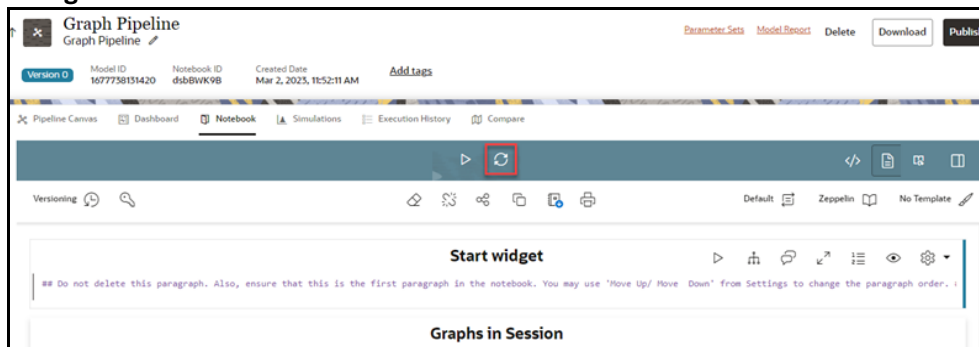 Graph Pipeline
Graph Pipeline
Parameter Sets Model Report Delete Download Publis
Version 0
Model ID Notebook ID Created Date
1677738131420 dsbBWK9B Mar 2, 2023, 11:52:11 AM
Add tags
Pipeline Canvas Dashboard Notebook Simulations Execution History Compare
Versioning Default Zeppelin No Template
Start widget
## Do not delete this paragraph. Also, ensure that this is the first paragraph in the notebook. You may use 'Move Up/ Move Down' from Settings to change the paragraph order.
Graphs in Session